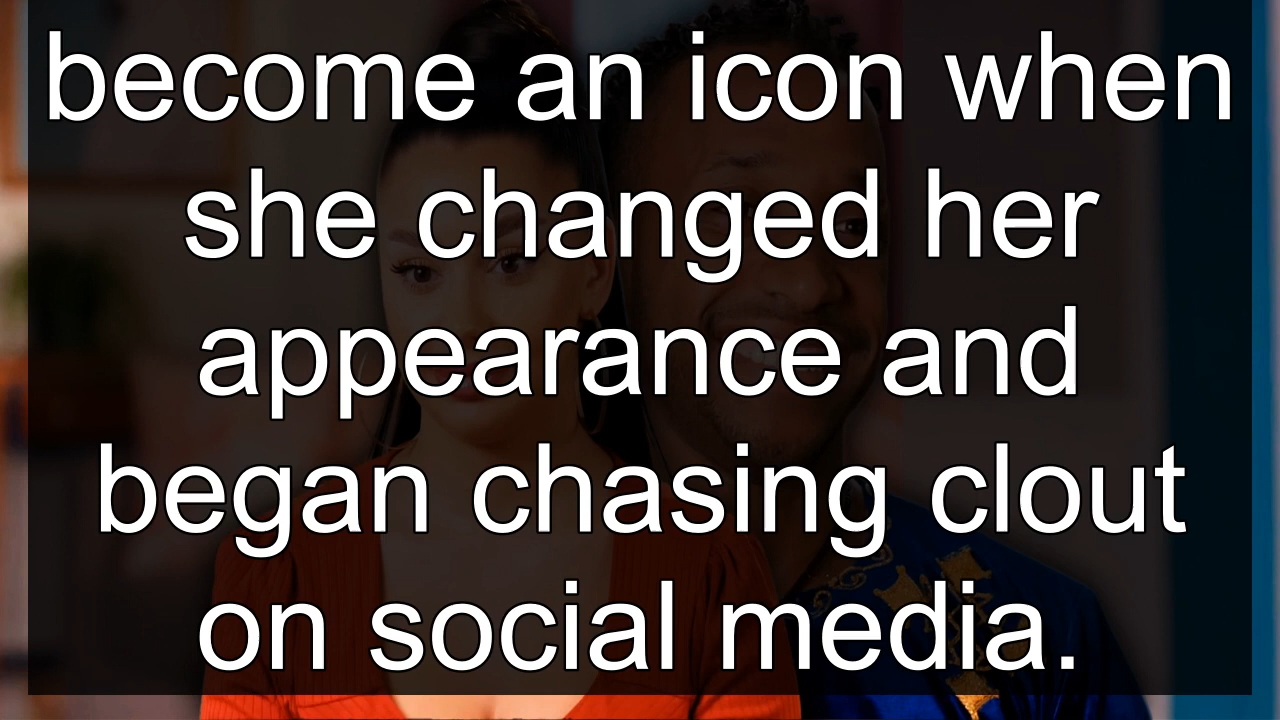 become an icon when
she changed her
appearance and
began chasing clout
on social media.